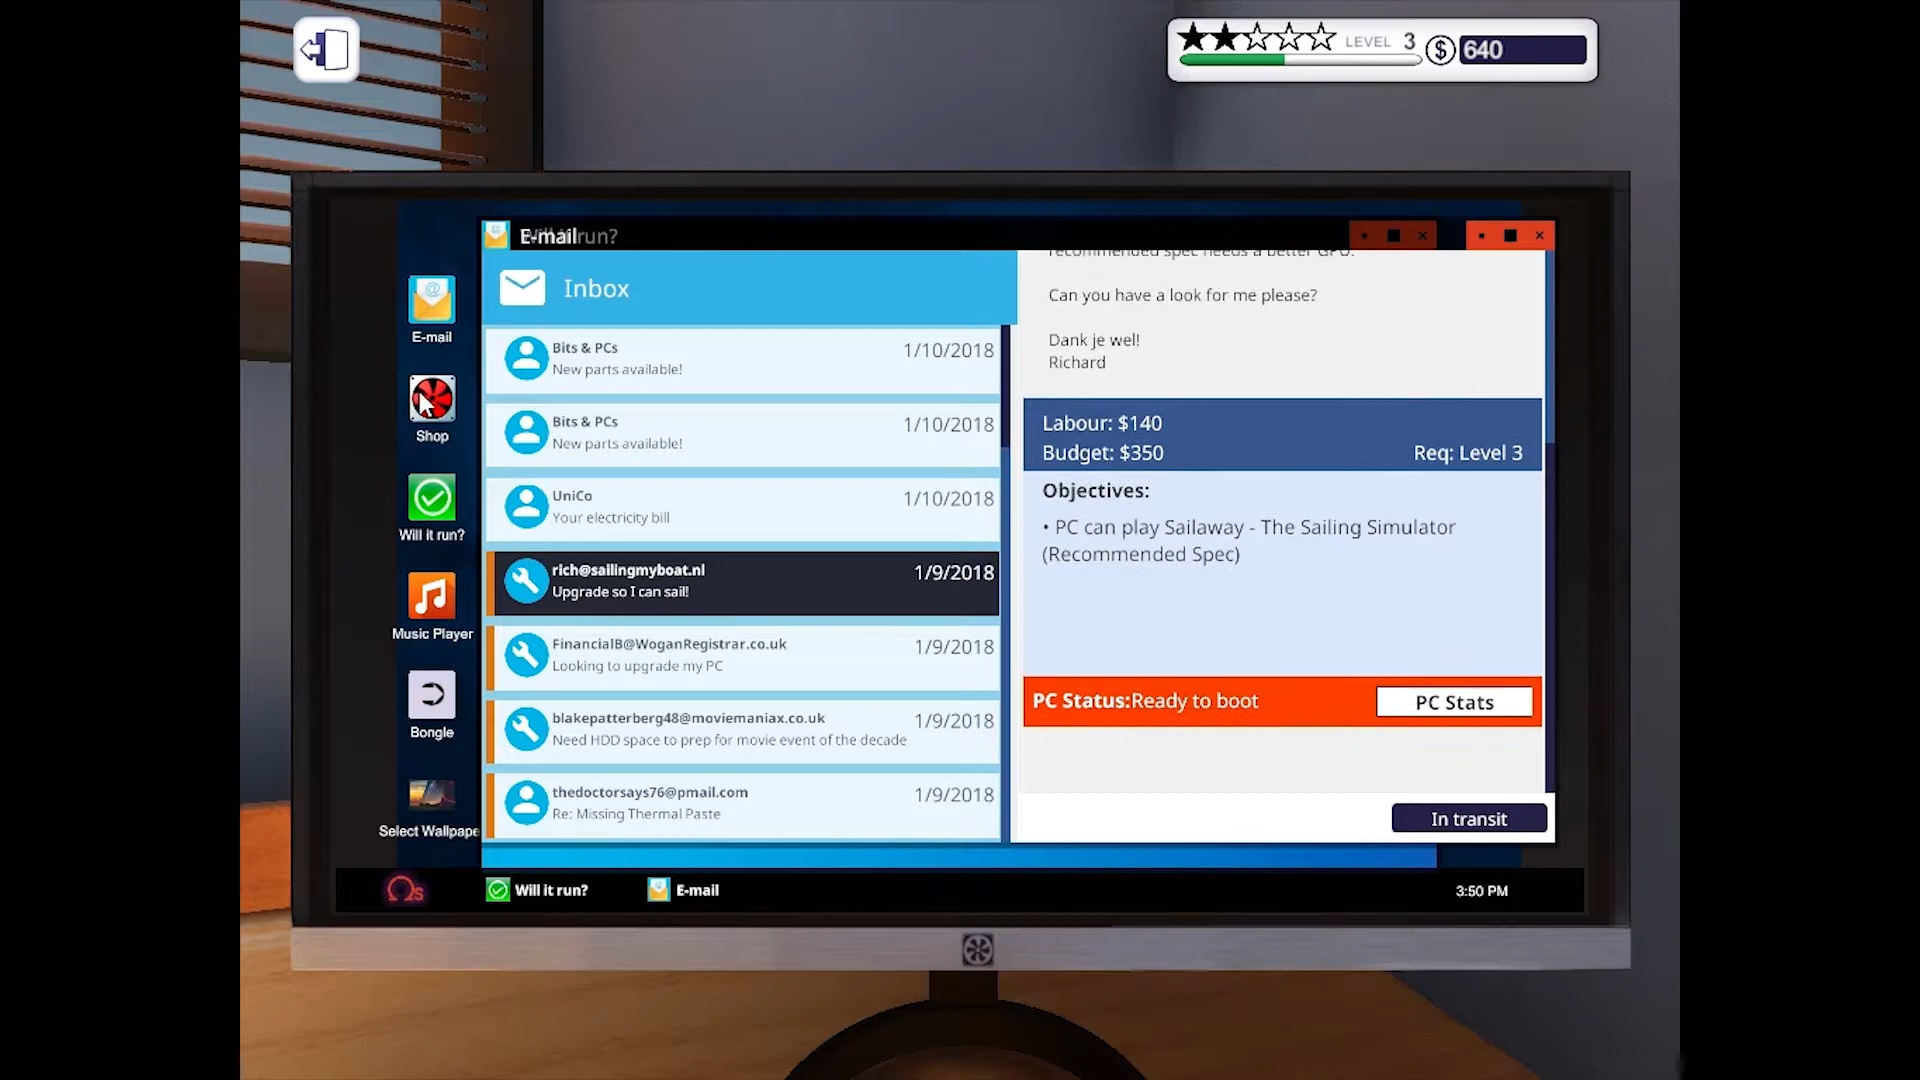 LEVEL 3
$ 640
E-mail
run?
E-mail
Shop
Will it run?
Music Player
Bongle
Select Wallpape
Inbox
Bits & PCs
1/10/2018
New parts available!
Bits & PCs
1/10/2018
New parts available!
UniCo
1/10/2018
Your electricity bill
rich@sailingmyboat.nl
1/9/2018
Upgrade so I can sail!
FinancialB@WoganRegistrar.co.uk
1/9/2018
Looking to upgrade my PC
blakepatterberg48@moviemaniax.co.uk
1/9/2018
Need HDD space to prep for movie event of the decade
thedoctorsays76@pmail.com
1/9/2018
Re: Missing Thermal Paste
recommended spec needs a better GPU.
Can you have a look for me please?
Dank je wel!
Richard
Labour: $140
Budget: $350
Req: Level 3
Objectives:
• PC can play Sailaway - The Sailing Simulator
(Recommended Spec)
PC Status:Ready to boot
PC Stats
In transit
Ωs
Will it run?
E-mail
3:50 PM